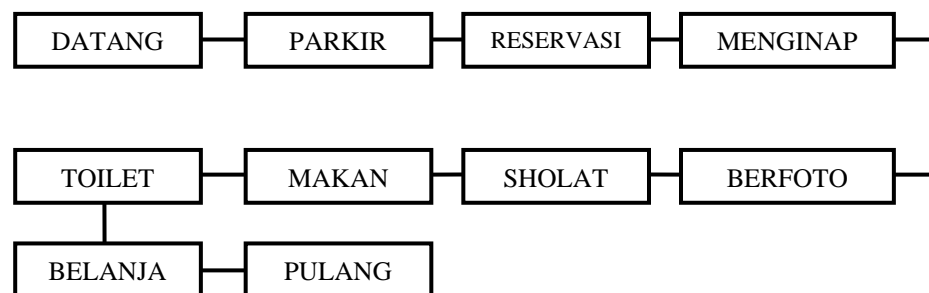 DATANG PARKIR RESERVASI MENGINAP
TOILET MAKAN SHOLAT BERFOTO
BELANJA PULANG